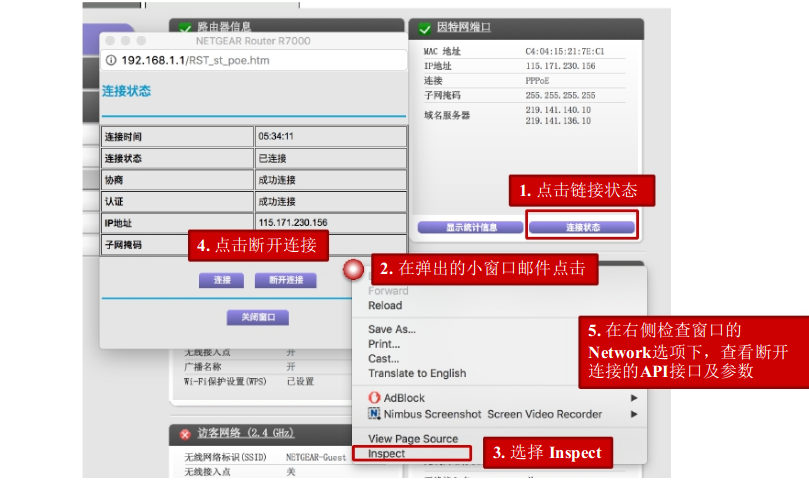 路由器信息
因特网端口
NETGEAR Router R7000
192.168.1.1/RST_st_poe.htm
连接状态
连接时间 05:34:11
连接状态 已连接
协商 成功连接
认证 成功连接
IP地址 115.171.230.156
子网掩码
连接 断开连接
关闭窗口
MAC 地址 C4:04:15:21:7E:C1
IP地址 115.171.230.156
连接 PPPoE
子网掩码 255.255.255.255
域名服务器 219.141.140.10
219.141.136.10
显示统计信息 连接状态
1. 点击链接状态
4. 点击断开连接
2. 在弹出的小窗口邮件点击
Forward
Reload
Save As...
Print...
Cast...
Translate to English
AdBlock
Nimbus Screenshot Screen Video Recorder
View Page Source
Inspect
3. 选择 Inspect
5. 在右侧检查窗口的
Network选项下，查看断开
连接的API接口及参数
无线接入点 开
广播名称 开
Wi-Fi保护设置(WPS) 已设置
访客网络 (2.4 GHz)
无线网络标识(SSID) NETGEAR-Guest
无线接入点 关